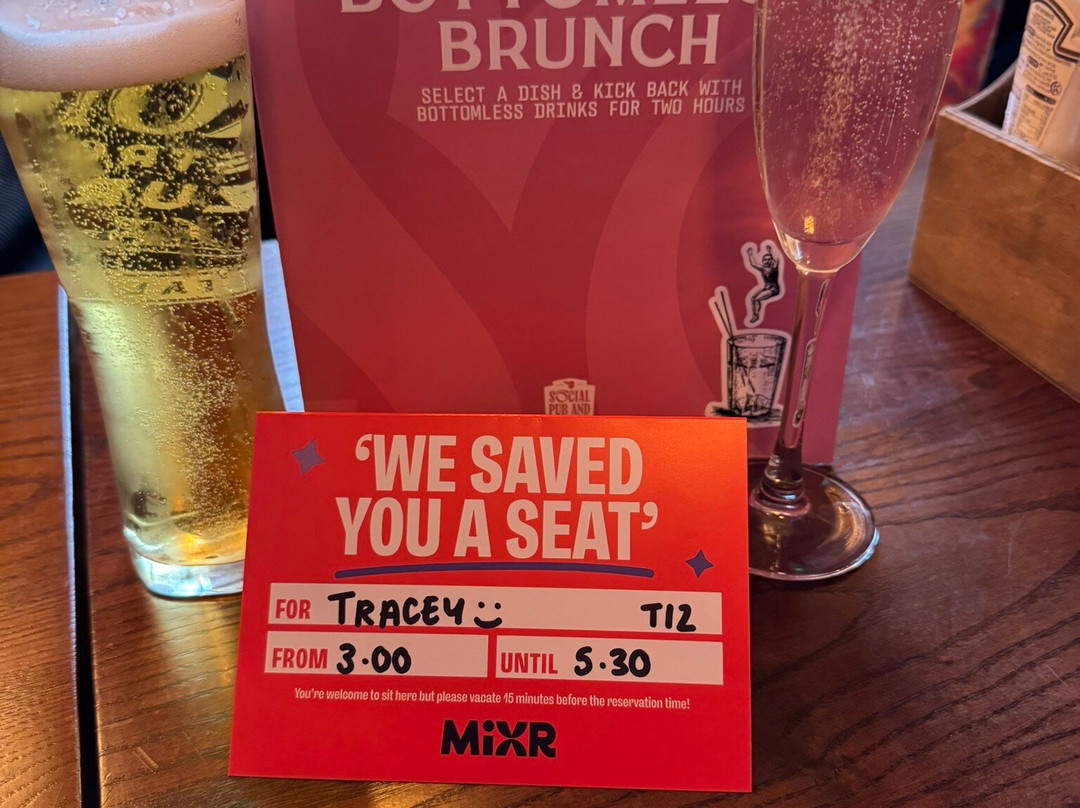 BRUNCH
SELECT A DISH & KICK BACK WITH
BOTTOMLESS DRINKS FOR TWO HOURS
SOCIAL
PUB AND
'WE SAVED
YOU A SEAT'
FOR TRACEY T12
FROM 3.00 UNTIL 5.30
You're welcome to sit here but please vacate 15 minutes before the reservation time!
MiXR